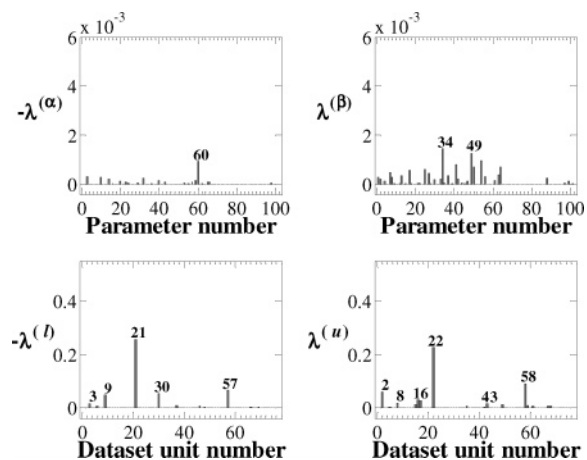 x 10⁻³
6
4
2
0
-λ(α)
60
0 20 40 60 80 100
Parameter number
x 10⁻³
6
4
2
0
λ(β)
34 49
0 20 40 60 80 100
Parameter number
0.4
0.2
0
-λ(l)
3 9 21 30 57
0 20 40 60
Dataset unit number
0.4
0.2
0
λ(u)
2 8 16 22 43 58
0 20 40 60
Dataset unit number